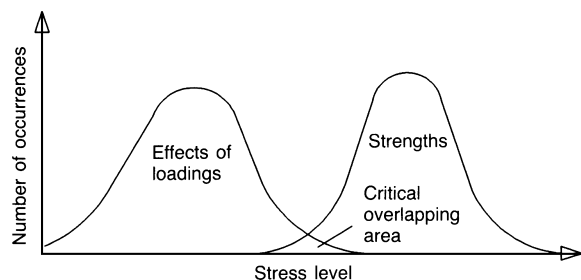 Number of occurrences
Effects of
loadings
Strengths
Critical
overlapping
area
Stress level